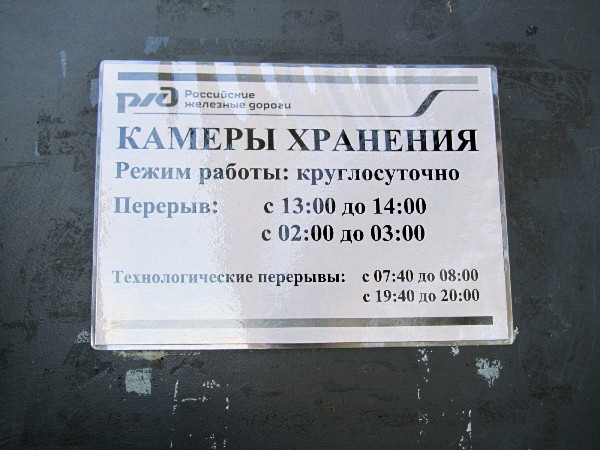 РЖД Российские
железные дороги
КАМЕРЫ ХРАНЕНИЯ
Режим работы: круглосуточно
Перерыв: с 13:00 до 14:00
с 02:00 до 03:00
Технологические перерывы: с 07:40 до 08:00
с 19:40 до 20:00